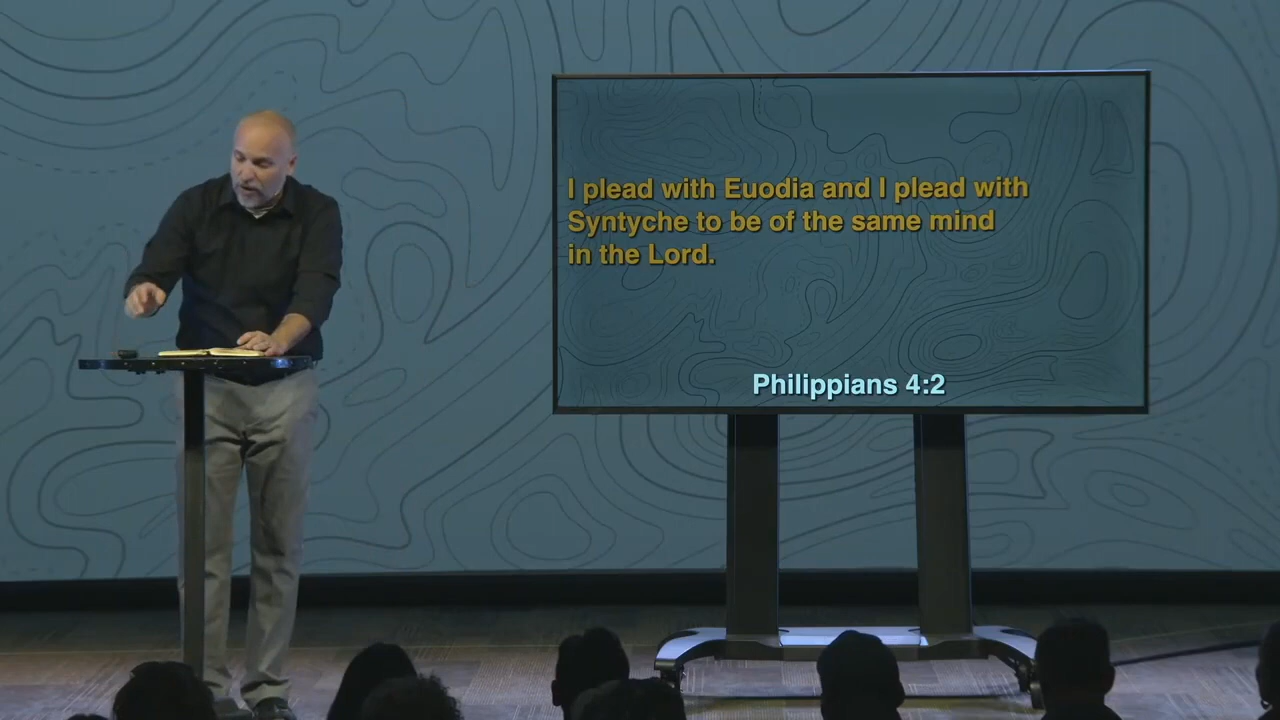 I plead with Euodia and I plead with
Syntyche to be of the same mind
in the Lord.
Philippians 4:2